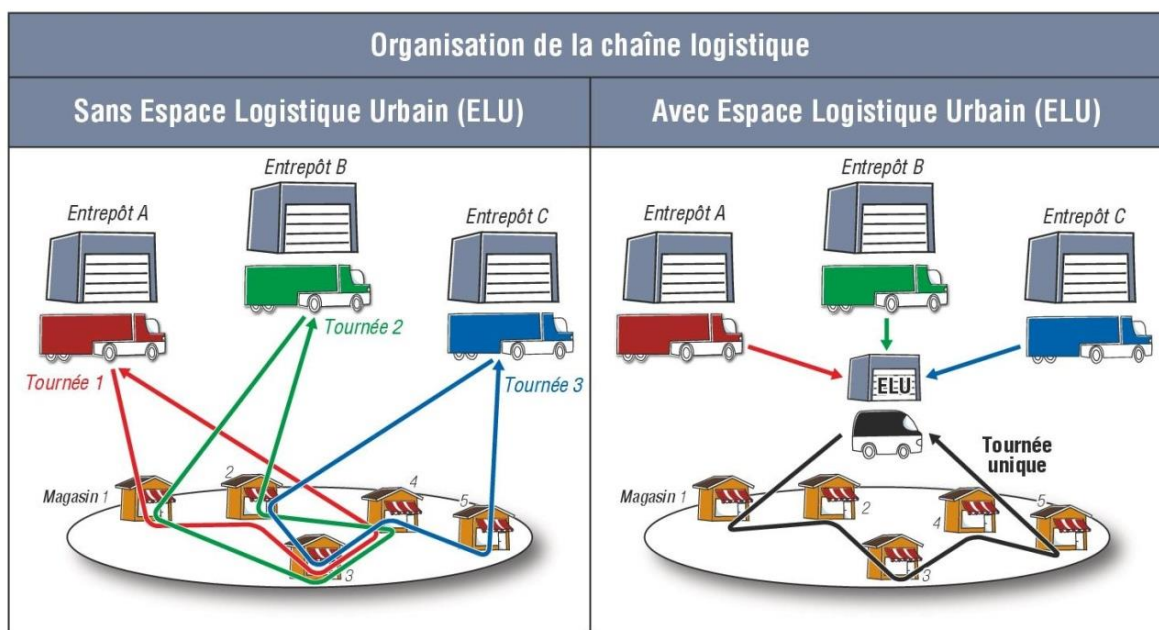 Organisation de la chaîne logistique
Sans Espace Logistique Urbain (ELU)
Avec Espace Logistique Urbain (ELU)
Entrepôt B
Entrepôt A
Entrepôt C
Tournée 2
Tournée 1
Tournée 3
Magasin 1
2
4
5
3
Entrepôt B
Entrepôt A
Entrepôt C
ELU
Tournée
unique
Magasin 1
2
4
5
3